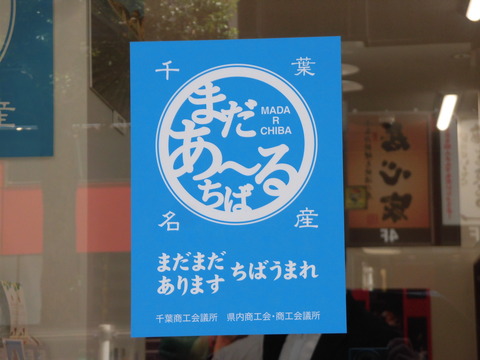 千葉
まだ
MADA
R
CHIBA
あ～る
ちば
名産
まだまだ ちばうまれ
あります
千葉商工会議所 県内商工会・商工会議所
産
4F